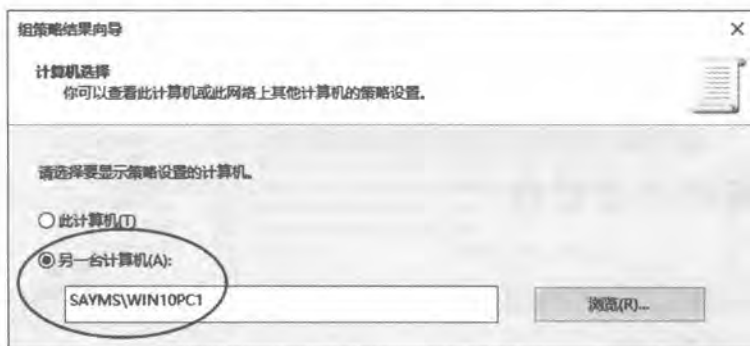 组策略结果向导
计算机选择
你可以查看此计算机或此网络上其他计算机的策略设置。
请选择要显示策略设置的计算机。
此计算机(T)
另一台计算机(A):
SAYMS\WIN10PC1
浏览(R)...